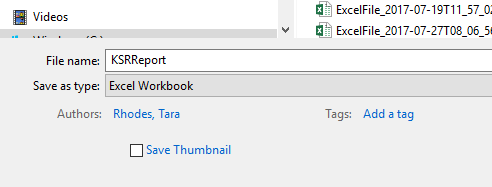 Videos
ExcelFile_2017-07-19T11_57_02
ExcelFile_2017-07-27T08_06_56
File name: KSRReport
Save as type: Excel Workbook
Authors: Rhodes, Tara Tags: Add a tag
Save Thumbnail